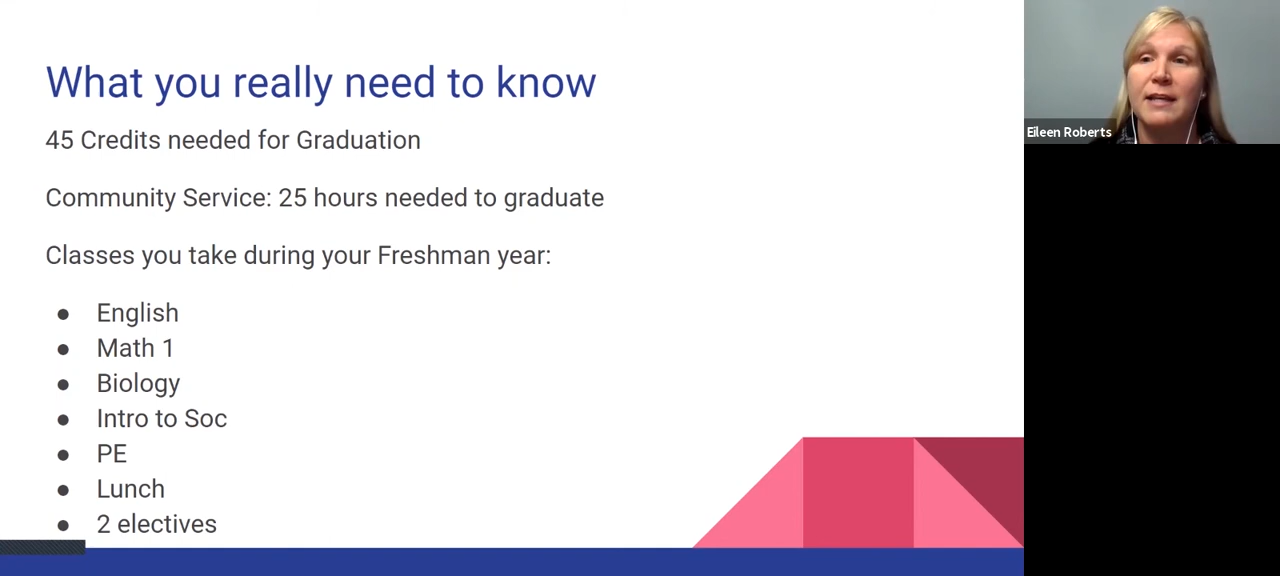 What you really need to know
45 Credits needed for Graduation
Community Service: 25 hours needed to graduate
Classes you take during your Freshman year:
● English
● Math 1
● Biology
● Intro to Soc
● PE
● Lunch
● 2 electives
Eileen Roberts